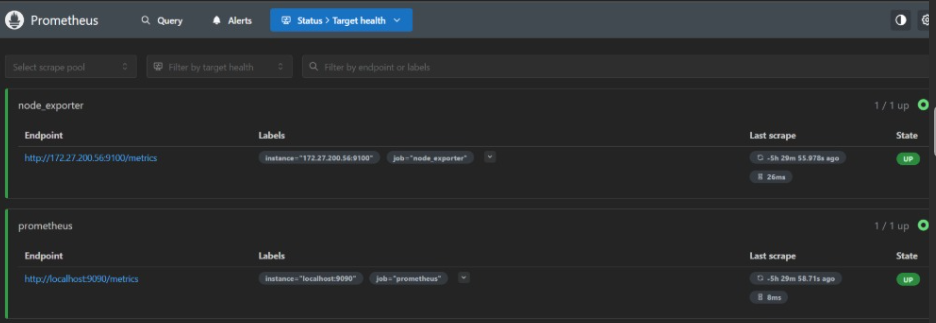 Prometheus Query Alerts Status > Target health
Select scrape pool Filter by target health Filter by endpoint or labels
node_exporter 1 / 1 up
Endpoint Labels Last scrape State
http://172.27.200.56:9100/metrics instance="172.27.200.56:9100" job="node_exporter" -5h 29m 55.978s ago UP
26ms
prometheus 1 / 1 up
Endpoint Labels Last scrape State
http://localhost:9090/metrics instance="localhost:9090" job="prometheus" -5h 29m 58.71s ago UP
8ms